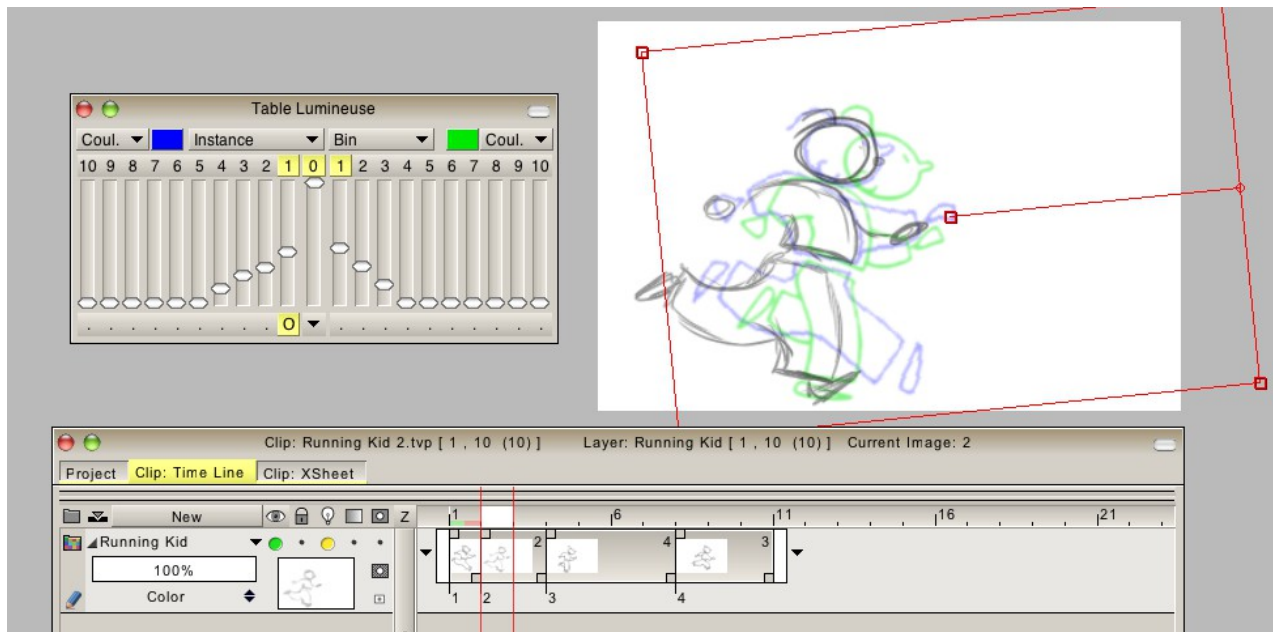 Table Lumineuse
Coul. Instance Bin Coul.
10 9 8 7 6 5 4 3 2 1 0 1 2 3 4 5 6 7 8 9 10
. . . . . . . . . O . . . . . . . . . .
Clip: Running Kid 2.tvp [ 1 , 10 (10) ] Layer: Running Kid [ 1 , 10 (10) ] Current Image: 2
Project Clip: Time Line Clip: XSheet
New Z 1 6 11 16 21
Running Kid 2 4 3
100%
Color 1 2 3 4